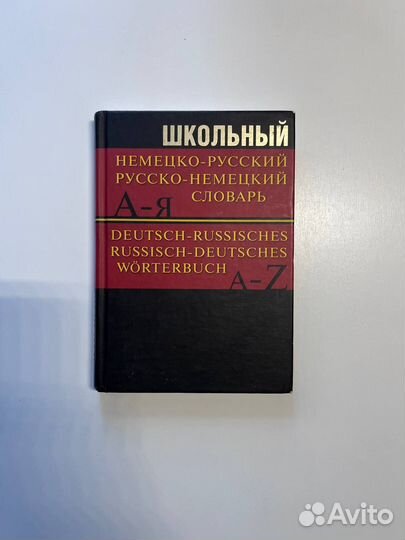 ШКОЛЬНЫЙ
НЕМЕЦКО-РУССКИЙ
РУССКО-НЕМЕЦКИЙ
СЛОВАРЬ
А-Я
DEUTSCH-RUSSISCHES
RUSSISCH-DEUTSCHES
WÖRTERBUCH
A-Z
Avito